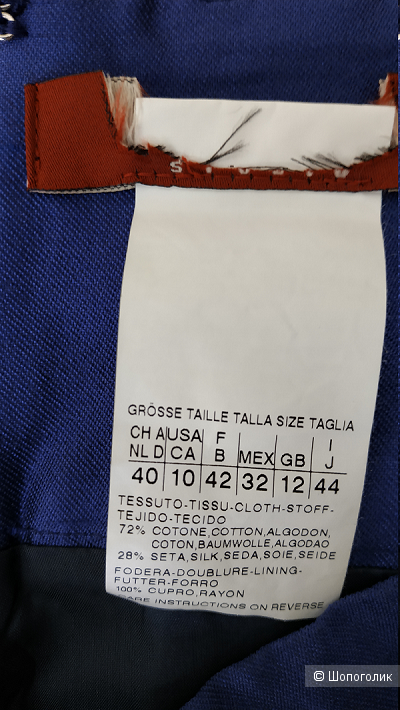 GRÖSSE TAILLE TALLA SIZE TAGLIA
CH A USA F I
NL D CA B MEX GB J
40 10 42 32 12 44
TESSUTO-TISSU-CLOTH-STOFF-
TEJIDO-TECIDO
72% COTONE,COTTON,ALGODON,
COTON,BAUMWOLLE,ALGODAO
28% SETA,SILK,SEDA,SOIE,SEIDE
FODERA-DOUBLURE-LINING-
FUTTER-FORRO
100% CUPRO,RAYON
CARE INSTRUCTIONS ON REVERSE
© Шопоголик